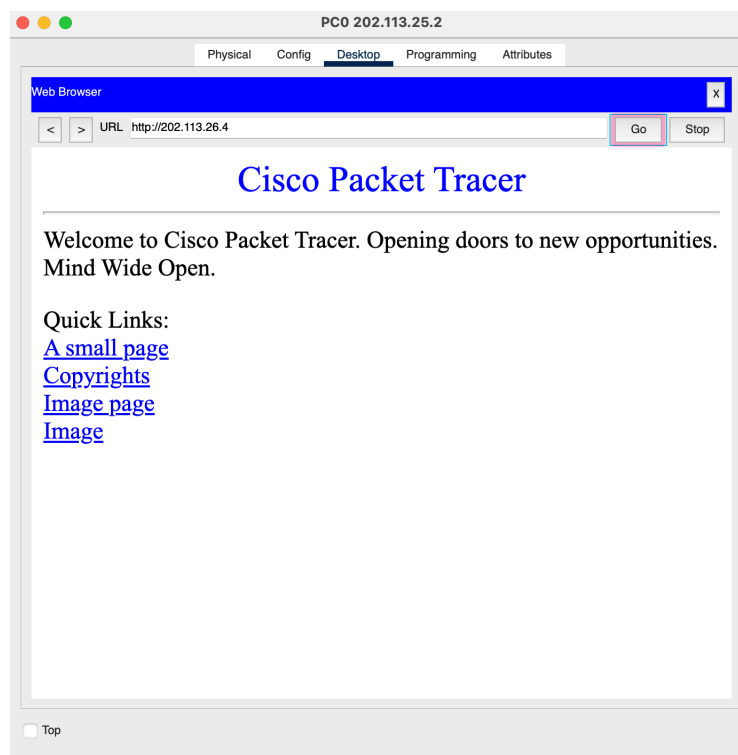 PC0 202.113.25.2
Physical Config Desktop Programming Attributes
Web Browser X
< > URL http://202.113.26.4 Go Stop
Cisco Packet Tracer
Welcome to Cisco Packet Tracer. Opening doors to new opportunities.
Mind Wide Open.
Quick Links:
A small page
Copyrights
Image page
Image
Top